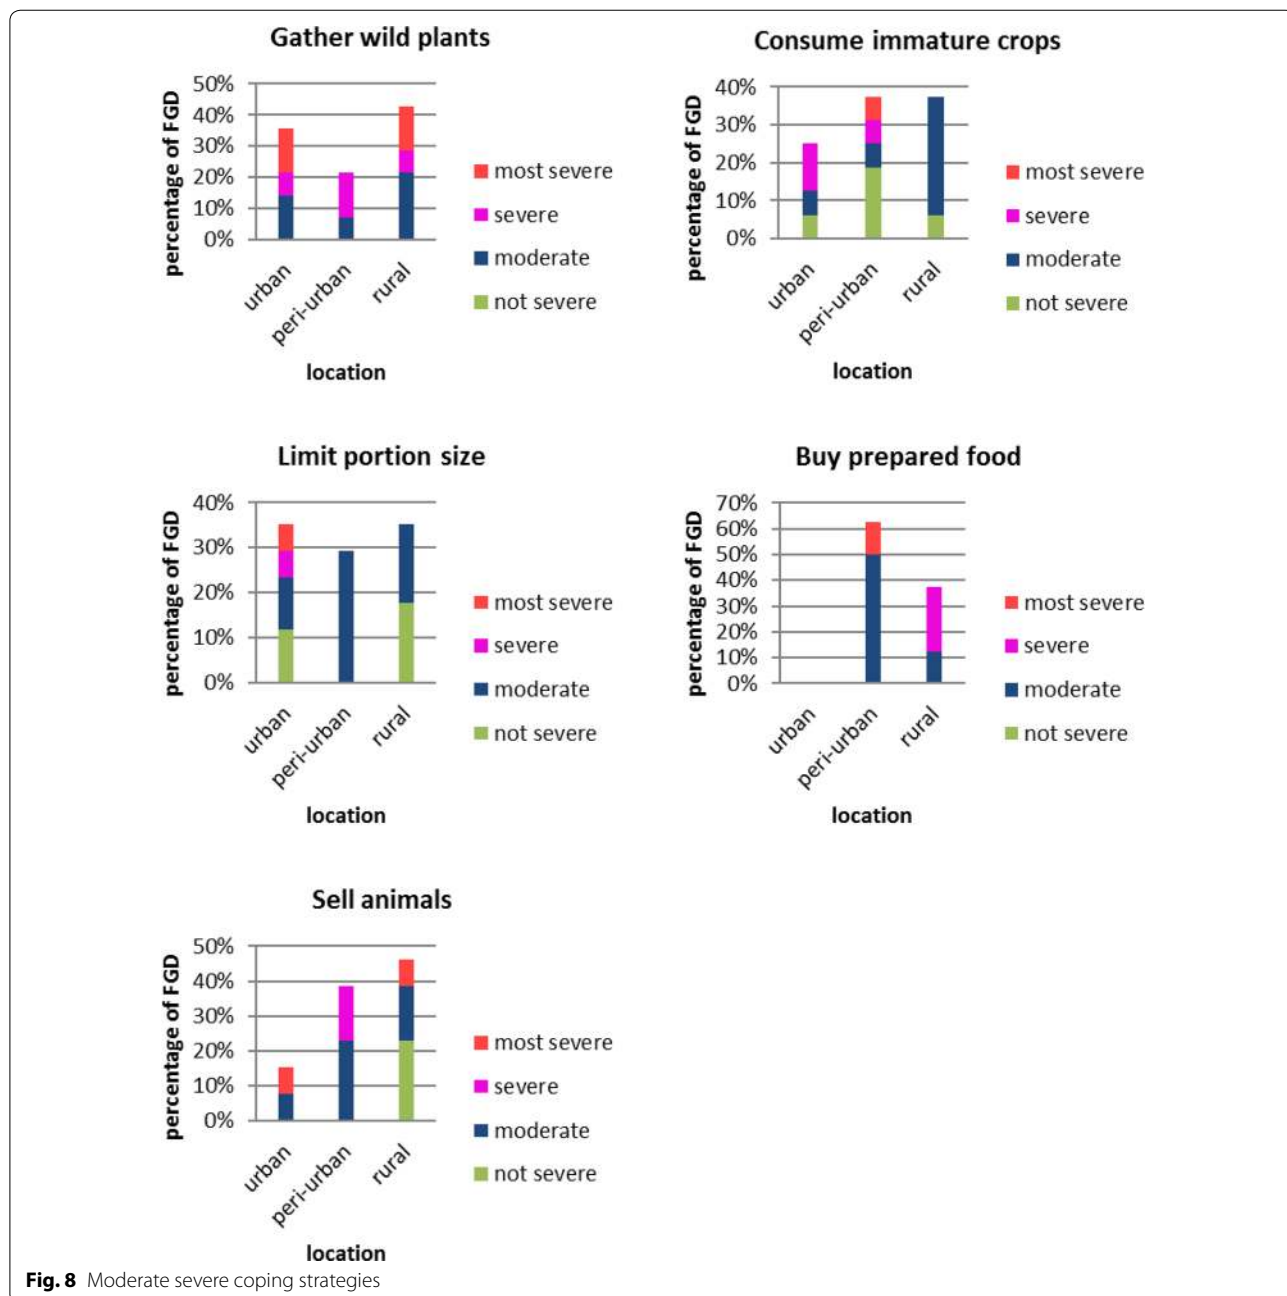 Gather wild plants
percentage of FGD
50%
40%
30%
20%
10%
0%
urban
peri-urban
rural
location
most severe
severe
moderate
not severe
Consume immature crops
percentage of FGD
40%
30%
20%
10%
0%
urban
peri-urban
rural
location
most severe
severe
moderate
not severe
Limit portion size
percentage of FGD
40%
30%
20%
10%
0%
urban
peri-urban
rural
location
most severe
severe
moderate
not severe
Buy prepared food
percentage of FGD
70%
60%
50%
40%
30%
20%
10%
0%
urban
peri-urban
rural
location
most severe
severe
moderate
not severe
Sell animals
percentage of FGD
50%
40%
30%
20%
10%
0%
urban
peri-urban
rural
location
most severe
severe
moderate
not severe
Fig. 8 Moderate severe coping strategies